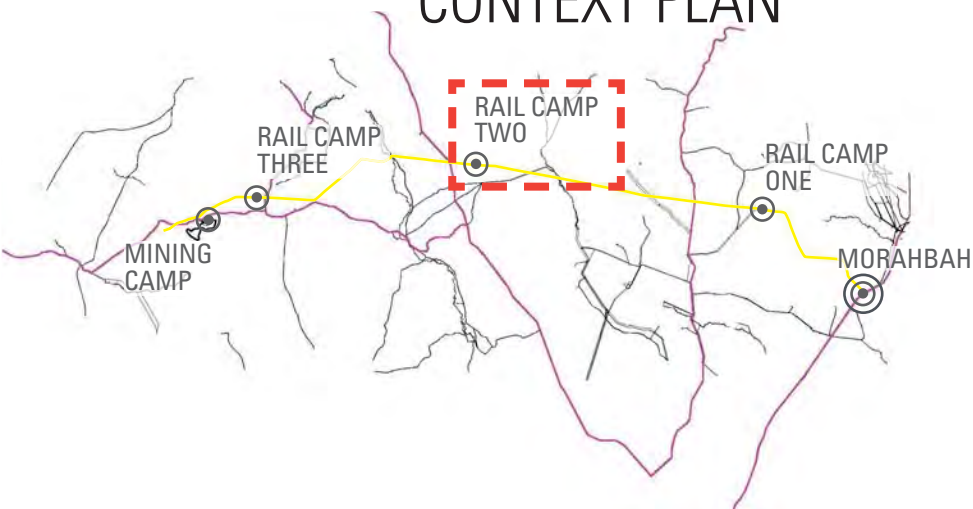 CONTEXT PLAN
RAIL CAMP
TWO
RAIL CAMP
THREE
RAIL CAMP
ONE
MINING
CAMP
MORAHBAH